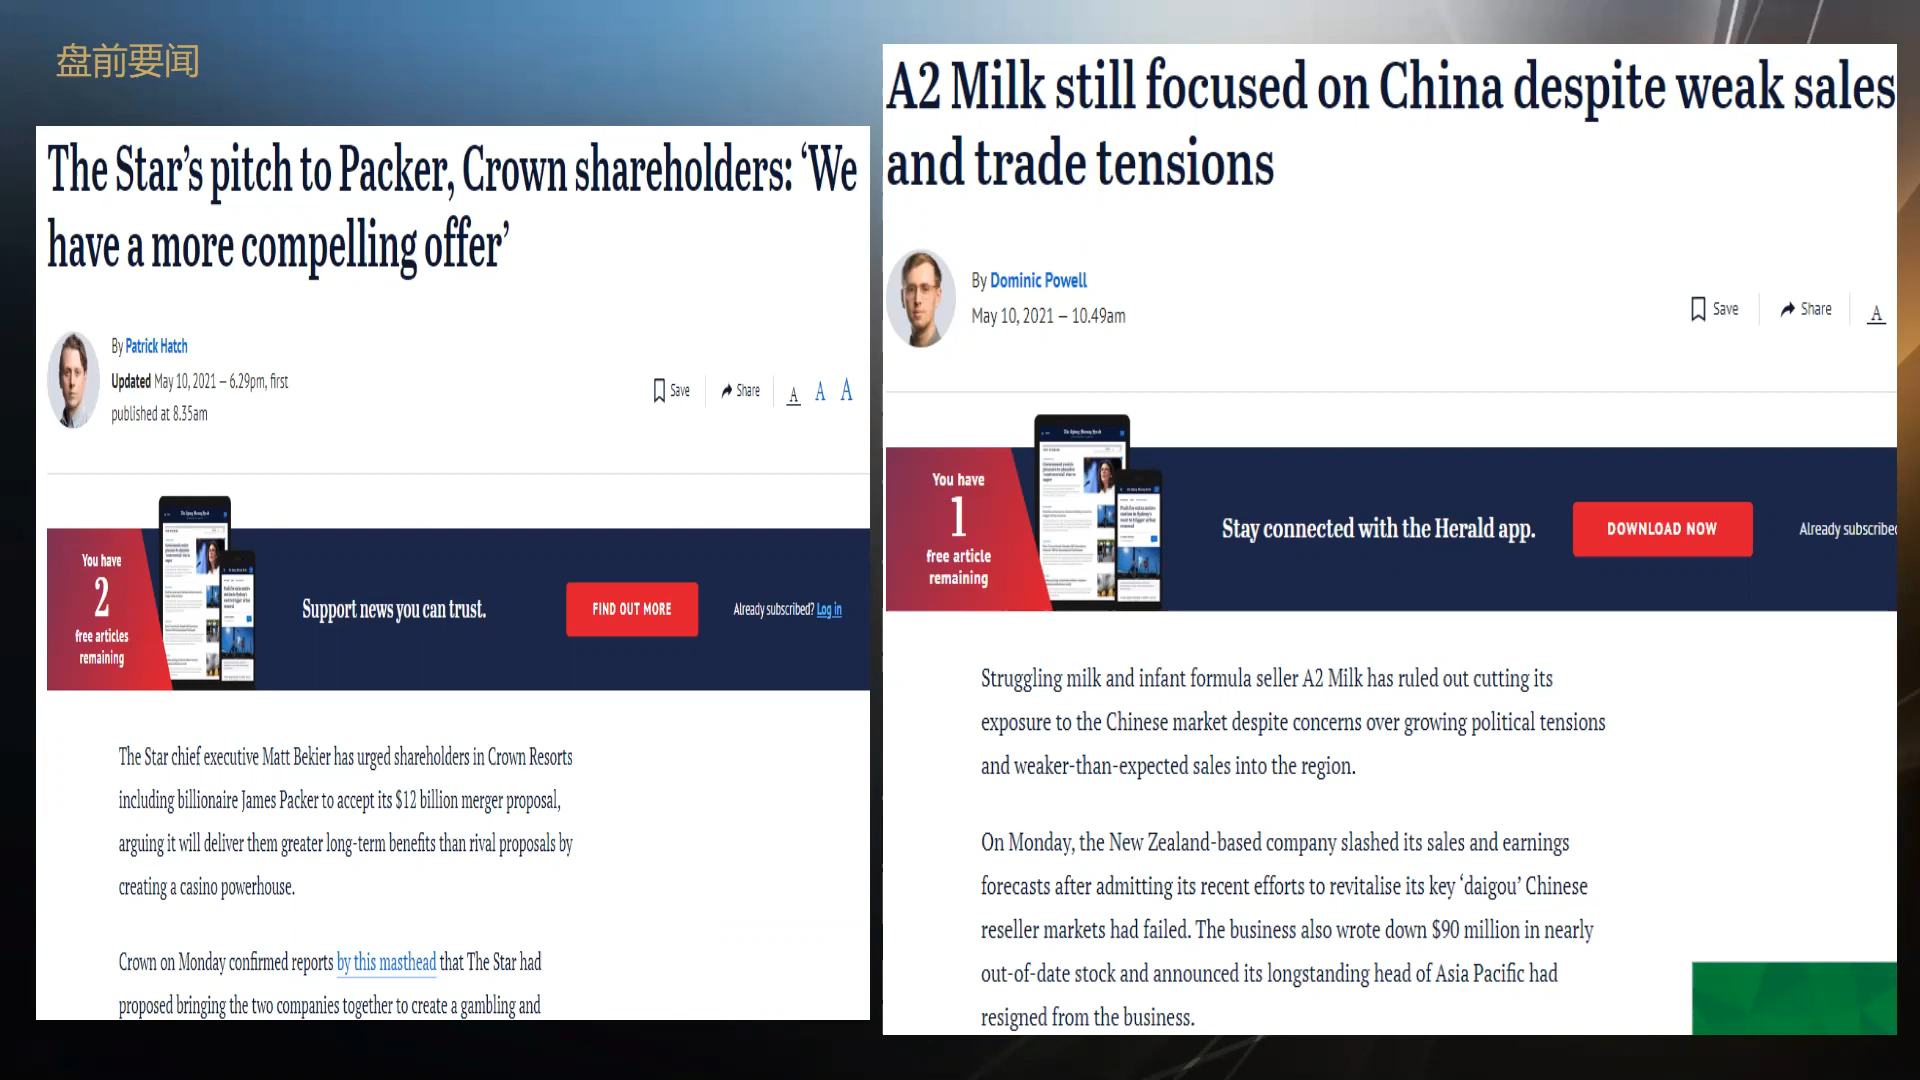 盘前要闻
The Star’s pitch to Packer, Crown shareholders: ‘We
have a more compelling offer’
By Patrick Hatch
Updated May 10, 2021 – 6.29pm, first
published at 8.35am
Save
Share
A
A
A
You have
2
free articles
remaining
Support news you can trust.
FIND OUT MORE
Already subscribed? Log in
The Star chief executive Matt Bekier has urged shareholders in Crown Resorts
including billionaire James Packer to accept its $12 billion merger proposal,
arguing it will deliver them greater long-term benefits than rival proposals by
creating a casino powerhouse.
Crown on Monday confirmed reports by this masthead that The Star had
proposed bringing the two companies together to create a gambling and
A2 Milk still focused on China despite weak sales
and trade tensions
By Dominic Powell
May 10, 2021 – 10.49am
Save
Share
A
You have
1
free article
remaining
Stay connected with the Herald app.
DOWNLOAD NOW
Already subscribed
Struggling milk and infant formula seller A2 Milk has ruled out cutting its
exposure to the Chinese market despite concerns over growing political tensions
and weaker-than-expected sales into the region.
On Monday, the New Zealand-based company slashed its sales and earnings
forecasts after admitting its recent efforts to revitalise its key ‘daigou’ Chinese
reseller markets had failed. The business also wrote down $90 million in nearly
out-of-date stock and announced its longstanding head of Asia Pacific had
resigned from the business.